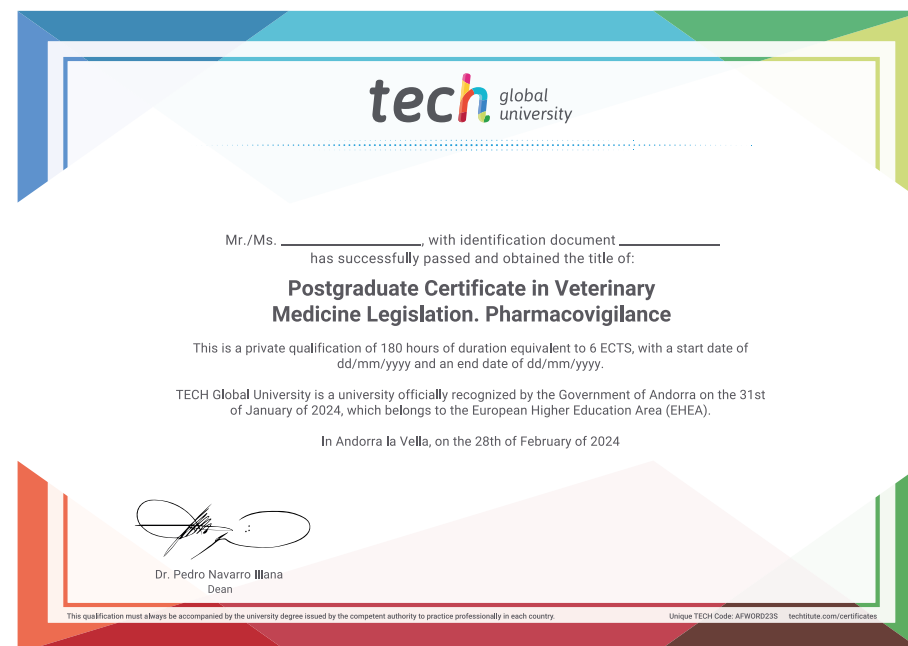 tech global university
Mr./Ms. ____________________, with identification document ______________
has successfully passed and obtained the title of:
Postgraduate Certificate in Veterinary
Medicine Legislation. Pharmacovigilance
This is a private qualification of 180 hours of duration equivalent to 6 ECTS, with a start date of
dd/mm/yyyy and an end date of dd/mm/yyyy.
TECH Global University is a university officially recognized by the Government of Andorra on the 31st
of January of 2024, which belongs to the European Higher Education Area (EHEA).
In Andorra la Vella, on the 28th of February of 2024
Dr. Pedro Navarro Illana
Dean
This qualification must always be accompanied by the university degree issued by the competent authority to practice professionally in each country.
Unique TECH Code: AFWORD23S techtitute.com/certificates